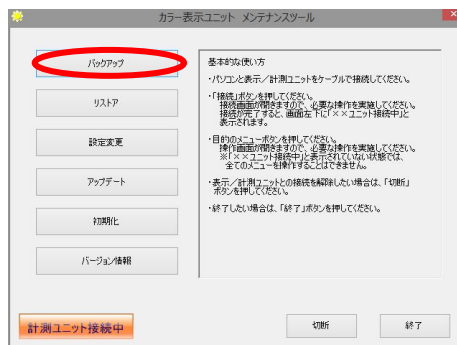 カラー表示ユニット メンテナンスツール
バックアップ
リストア
設定変更
アップデート
初期化
バージョン情報
基本的な使い方
・パソコンと表示／計測ユニットをケーブルで接続してください。
・「接続」ボタンを押してください。
接続画面が開きますので、必要な操作を実施してください。
接続が完了すると、画面左下に「××ユニット接続中」と
表示されます。
・目的のメニューボタンを押してください。
操作画面が開きますので、必要な操作を実施してください。
※「××ユニット接続中」と表示されていない状態では、
全てのメニューを操作することはできません。
・表示／計測ユニットとの接続を解除したい場合は、「切断」
ボタンを押してください。
・終了したい場合は、「終了」ボタンを押してください。
計測ユニット接続中
切断
終了